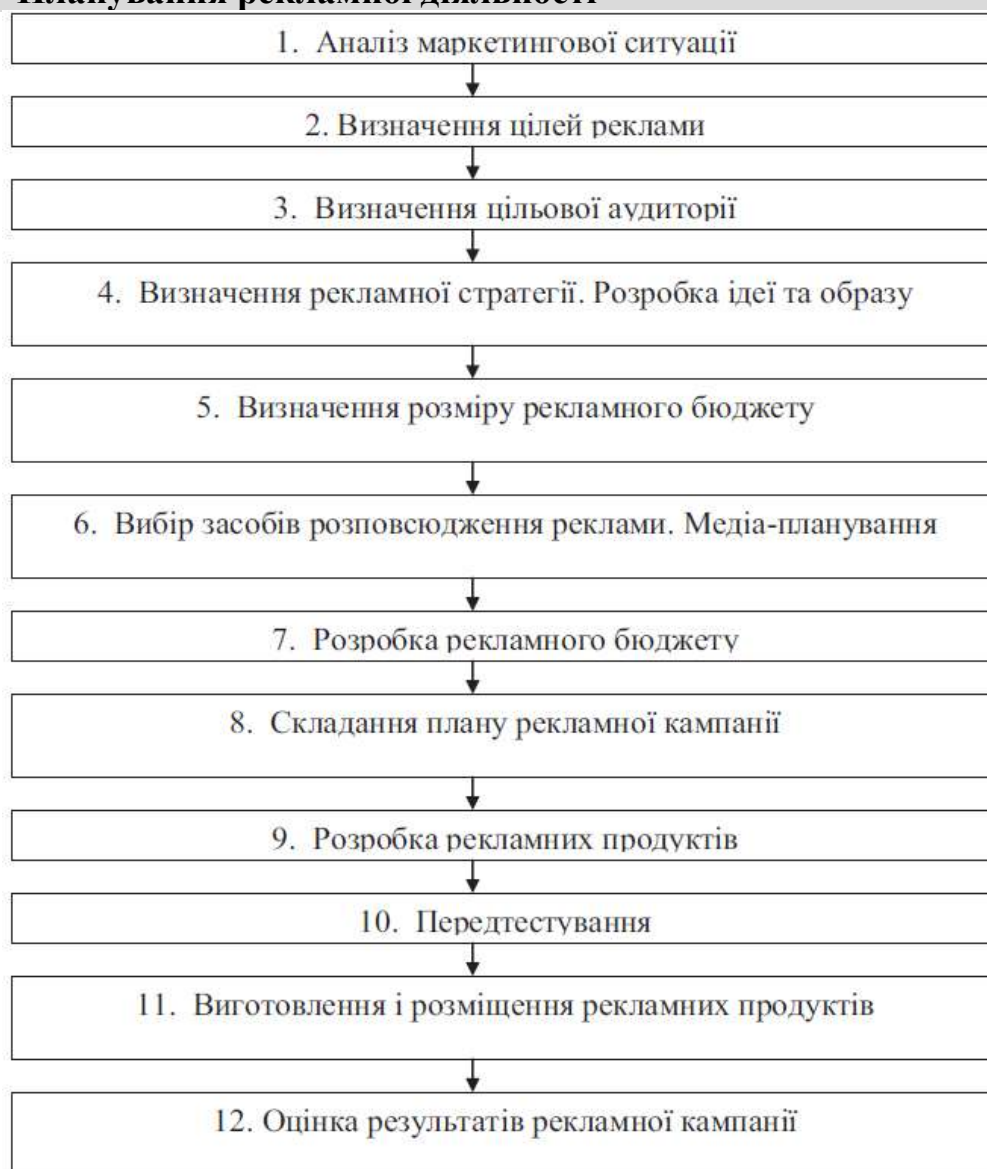 Планування рекламної діяльності
1. Аналіз маркетингової ситуації
2. Визначення цілей реклами
3. Визначення цільової аудиторії
4. Визначення рекламної стратегії. Розробка ідеї та образу
5. Визначення розміру рекламного бюджету
6. Вибір засобів розповсюдження реклами. Медіа-планування
7. Розробка рекламного бюджету
8. Складання плану рекламної кампанії
9. Розробка рекламних продуктів
10. Передтестування
11. Виготовлення і розміщення рекламних продуктів
12. Оцінка результатів рекламної кампанії